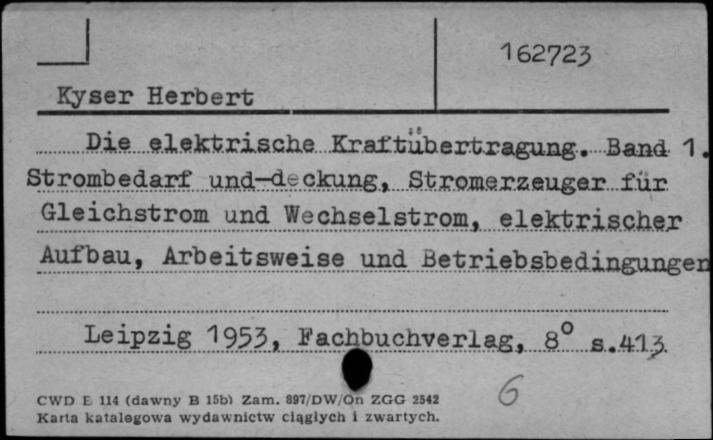 162723
Kyser Herbert
Die elektrische Kraftübertragung. Band 1.
Strombedarf und-deckung, Stromerzeuger für
Gleichstrom und Wechselstrom, elektrischer
Aufbau, Arbeitsweise und Betriebsbedingungen
Leipzig 1953, Fachbuchverlag, 8° s.413
6
CWD E 114 (dawny B 15b) Zam. 897/DW/On ZGG 2542
Karta katalogowa wydawnictw ciągłych i zwartych.